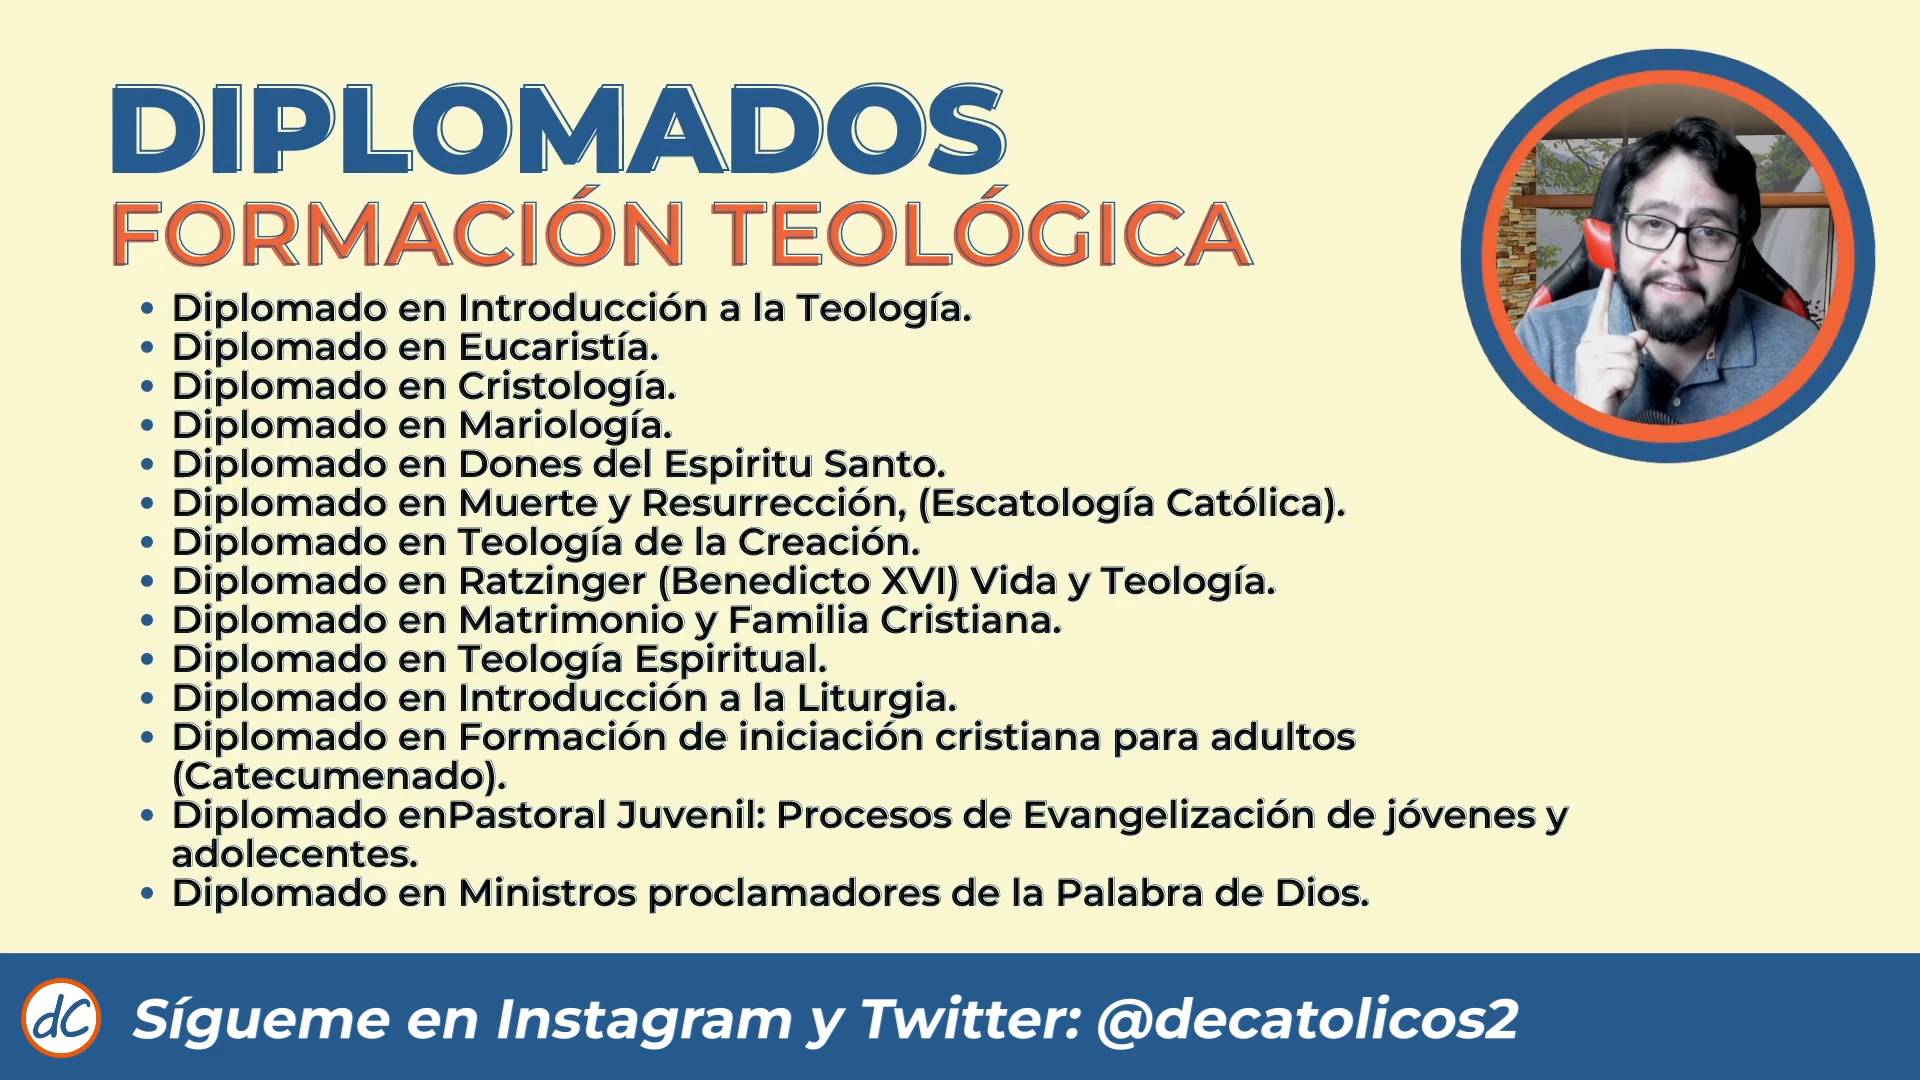 DIPLOMADOS
FORMACIÓN TEOLÓGICA
• Diplomado en Introducción a la Teología.
• Diplomado en Eucaristía.
• Diplomado en Cristología.
• Diplomado en Mariología.
• Diplomado en Dones del Espiritu Santo.
• Diplomado en Muerte y Resurrección, (Escatología Católica).
• Diplomado en Teología de la Creación.
• Diplomado en Ratzinger (Benedicto XVI) Vida y Teología.
• Diplomado en Matrimonio y Familia Cristiana.
• Diplomado en Teología Espiritual.
• Diplomado en Introducción a la Liturgia.
• Diplomado en Formación de iniciación cristiana para adultos
(Catecumenado).
• Diplomado enPastoral Juvenil: Procesos de Evangelización de jóvenes y
adolecentes.
• Diplomado en Ministros proclamadores de la Palabra de Dios.
dC
Sígueme en Instagram y Twitter: @decatolicos2